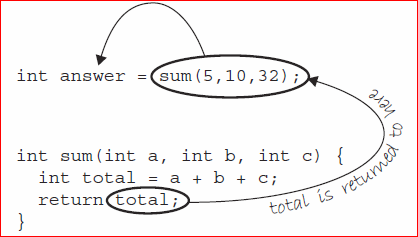 int answer = sum(5,10,32);
int sum(int a, int b, int c) {
int total = a + b + c;
return total;
}
total is returned to here